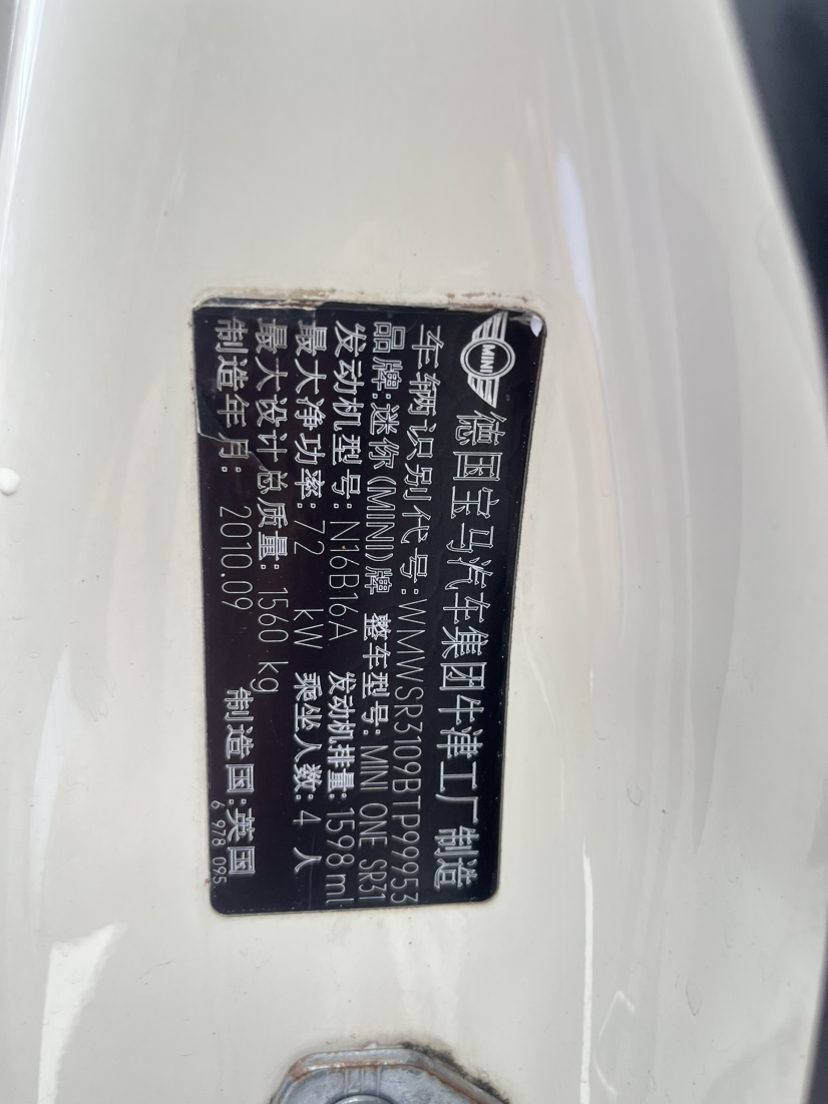 MINI 德国宝马汽车集团牛津工厂制造
车辆识别代号:WMWSR3109BTP99953
品牌:迷你(MINI)牌 整车型号:MINI ONE SR31
发动机型号:N16B16A 发动机排量:1598ml
最大净功率:72 kW 乘坐人数:4 人
最大设计总质量:1560 kg
制造年月:2010.09 制造国:英国
6 978 095